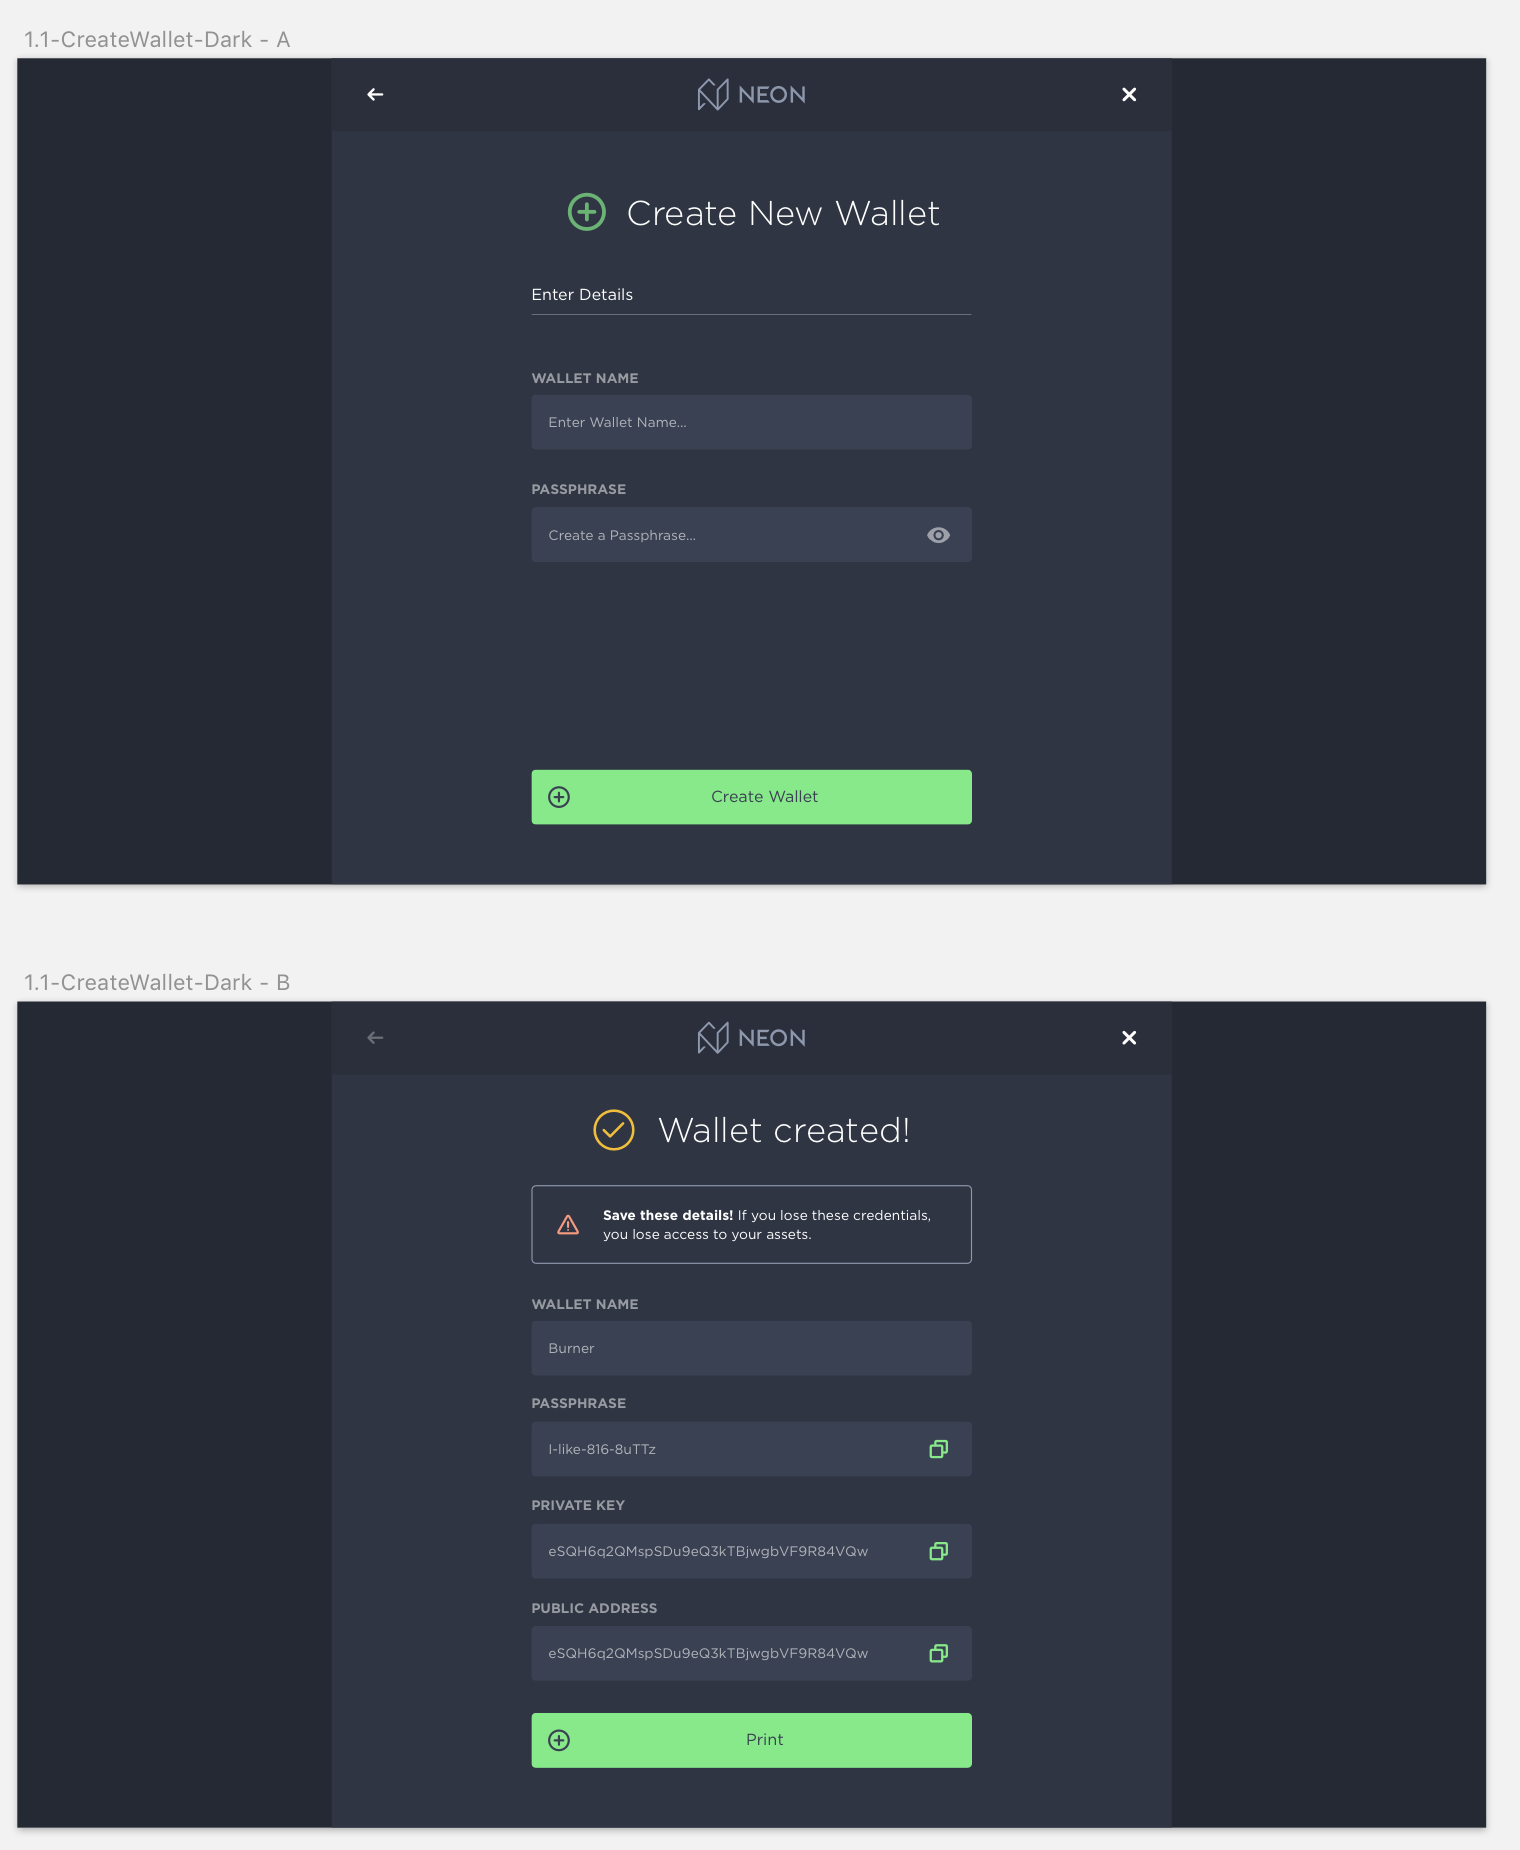 1.1-CreateWallet-Dark - A
NEON
Create New Wallet
Enter Details
WALLET NAME
Enter Wallet Name...
PASSPHRASE
Create a Passphrase...
Create Wallet
1.1-CreateWallet-Dark - B
NEON
Wallet created!
Save these details! If you lose these credentials,
you lose access to your assets.
WALLET NAME
Burner
PASSPHRASE
I-like-816-8uTTz
PRIVATE KEY
eSQH6q2QMspSDu9eQ3kTBjwgbVF9R84VQw
PUBLIC ADDRESS
eSQH6q2QMspSDu9eQ3kTBjwgbVF9R84VQw
Print